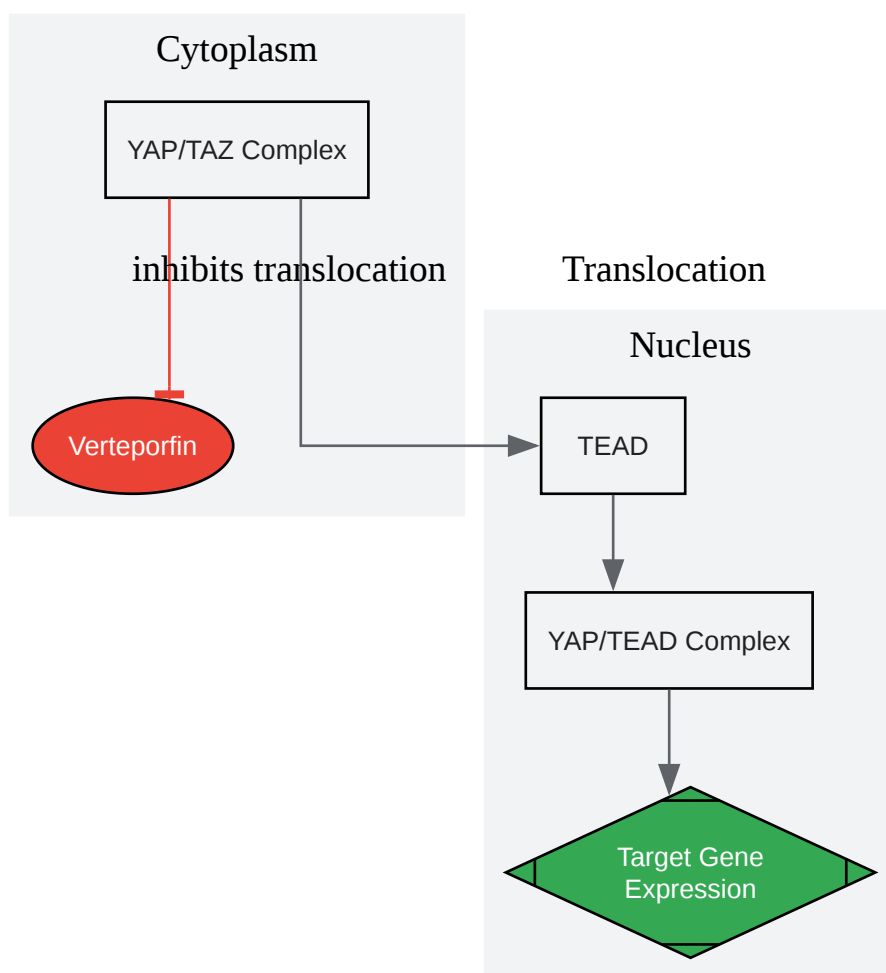 Cytoplasm
YAP/TAZ Complex
inhibits translocation
Translocation
Nucleus
Verteporfin
TEAD
YAP/TEAD Complex
Target Gene
Expression